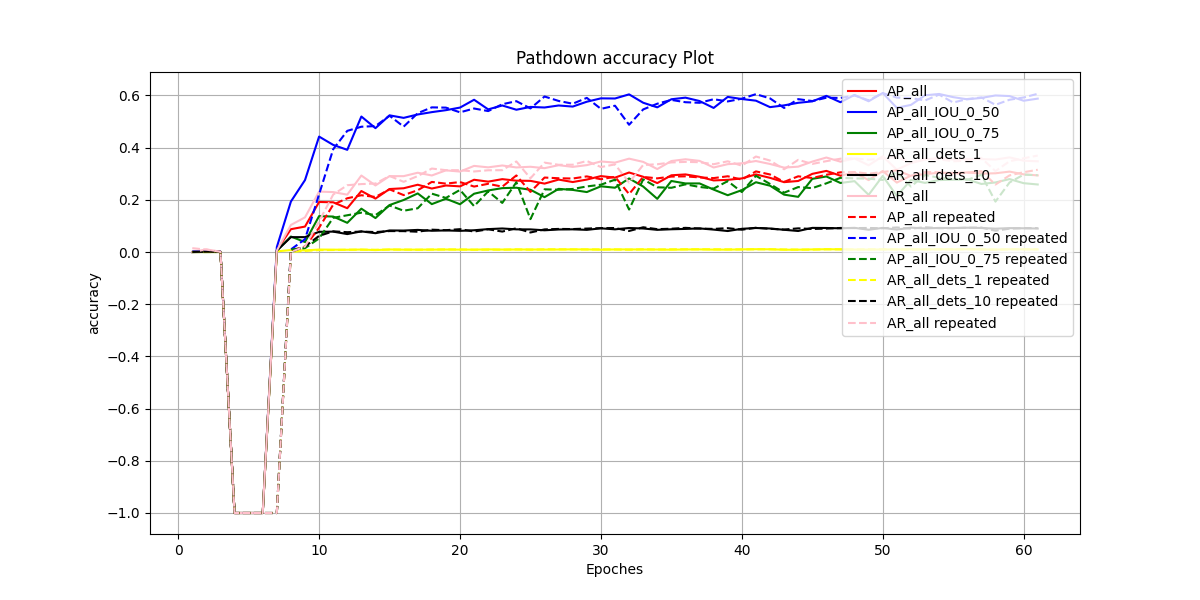 Pathdown accuracy Plot
accuracy
0.6
0.4
0.2
0.0
−0.2
−0.4
−0.6
−0.8
−1.0
AP_all
AP_all_IOU_0_50
AP_all_IOU_0_75
AR_all_dets_1
AR_all_dets_10
AR_all
AP_all repeated
AP_all_IOU_0_50 repeated
AP_all_IOU_0_75 repeated
AR_all_dets_1 repeated
AR_all_dets_10 repeated
AR_all repeated
0 10 20 30 40 50 60
Epoches